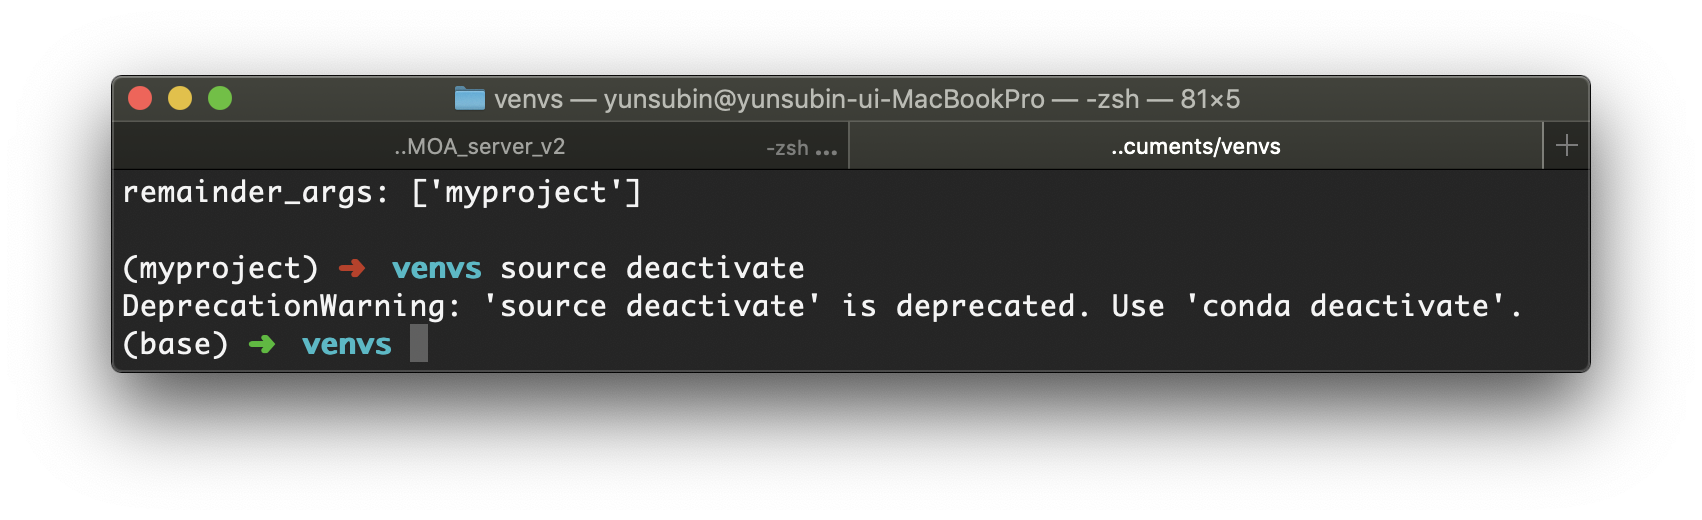 venvs — yunsubin@yunsubin-ui-MacBookPro — -zsh — 81×5
..MOA_server_v2 -zsh ... ..cuments/venvs +
remainder_args: ['myproject']
(myproject) ➜ venvs source deactivate
DeprecationWarning: 'source deactivate' is deprecated. Use 'conda deactivate'.
(base) ➜ venvs